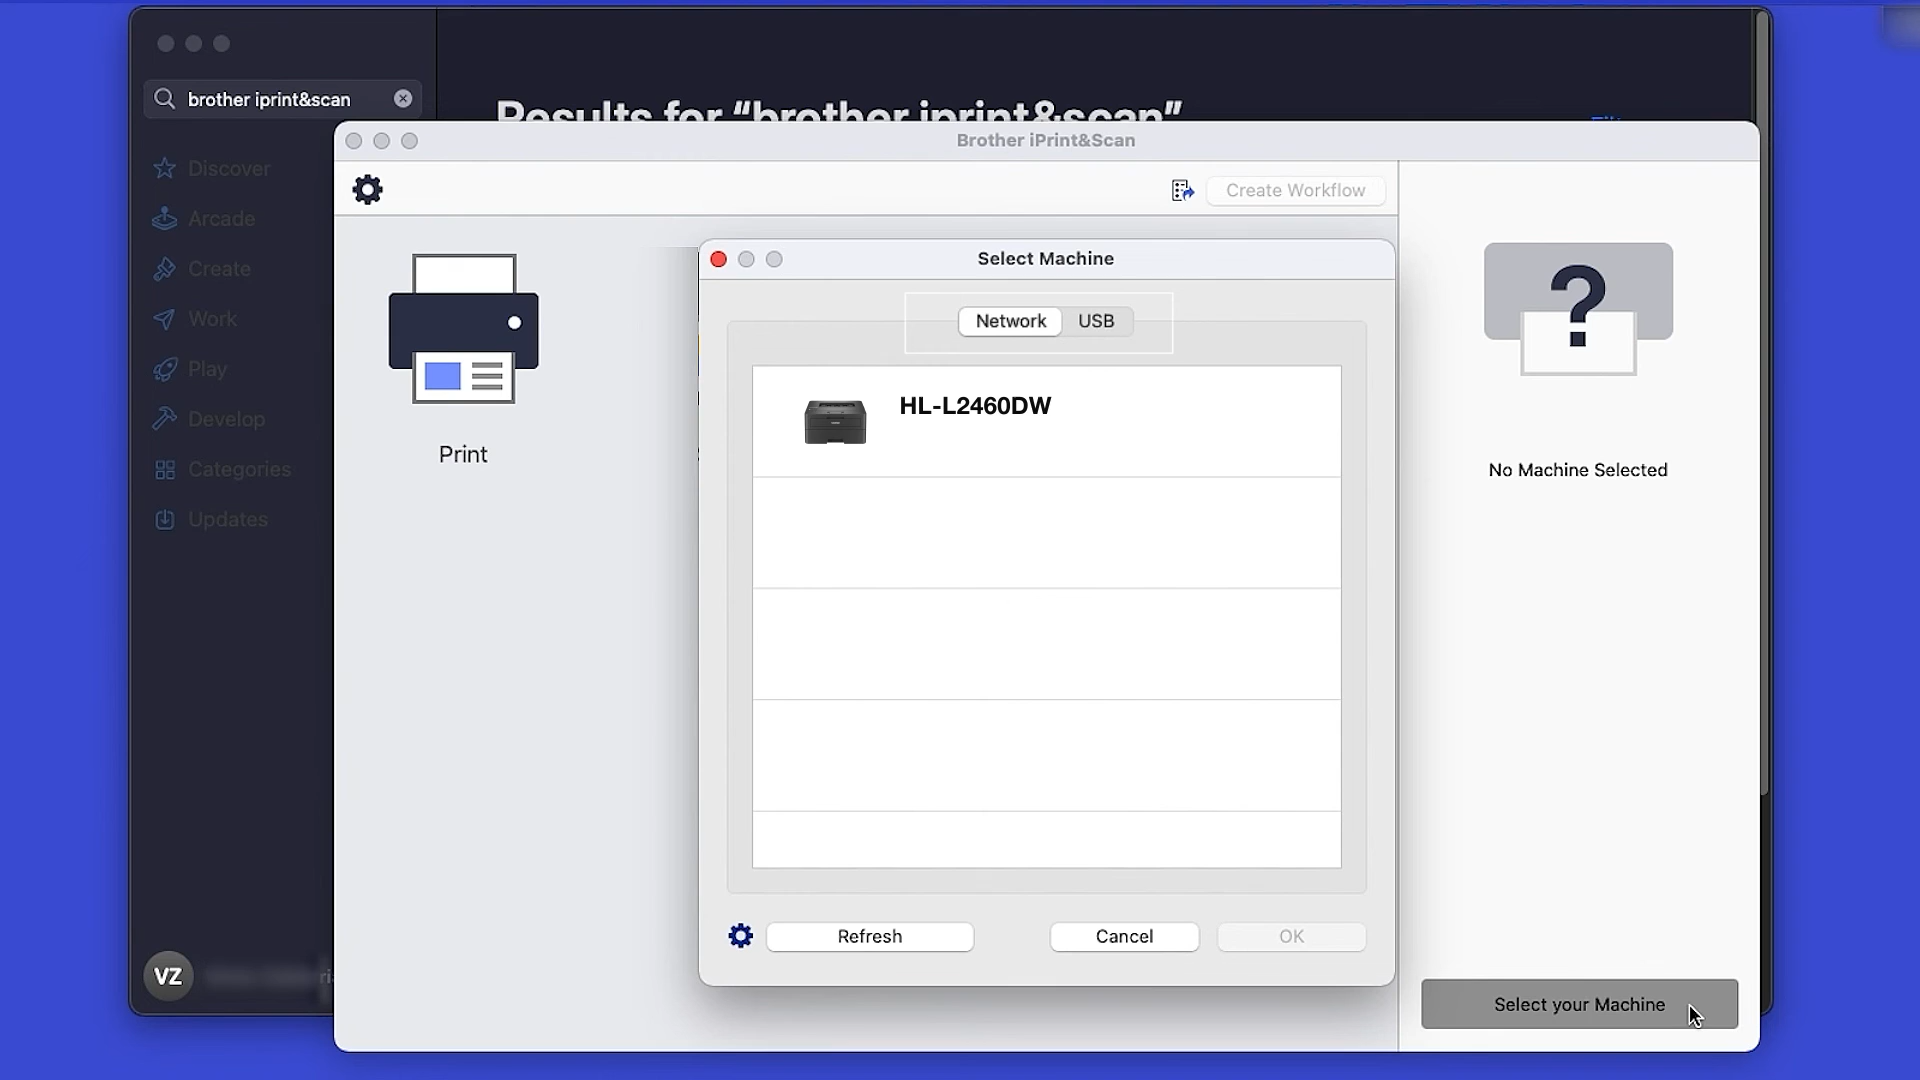 brother iprint&scan
Results for “brother iprint&scan”
Discover
Arcade
Create
Work
Play
Develop
Categories
Updates
VZ
Brother iPrint&Scan
Create Workflow
Print
Select Machine
Network
USB
HL-L2460DW
Refresh
Cancel
OK
No Machine Selected
Select your Machine